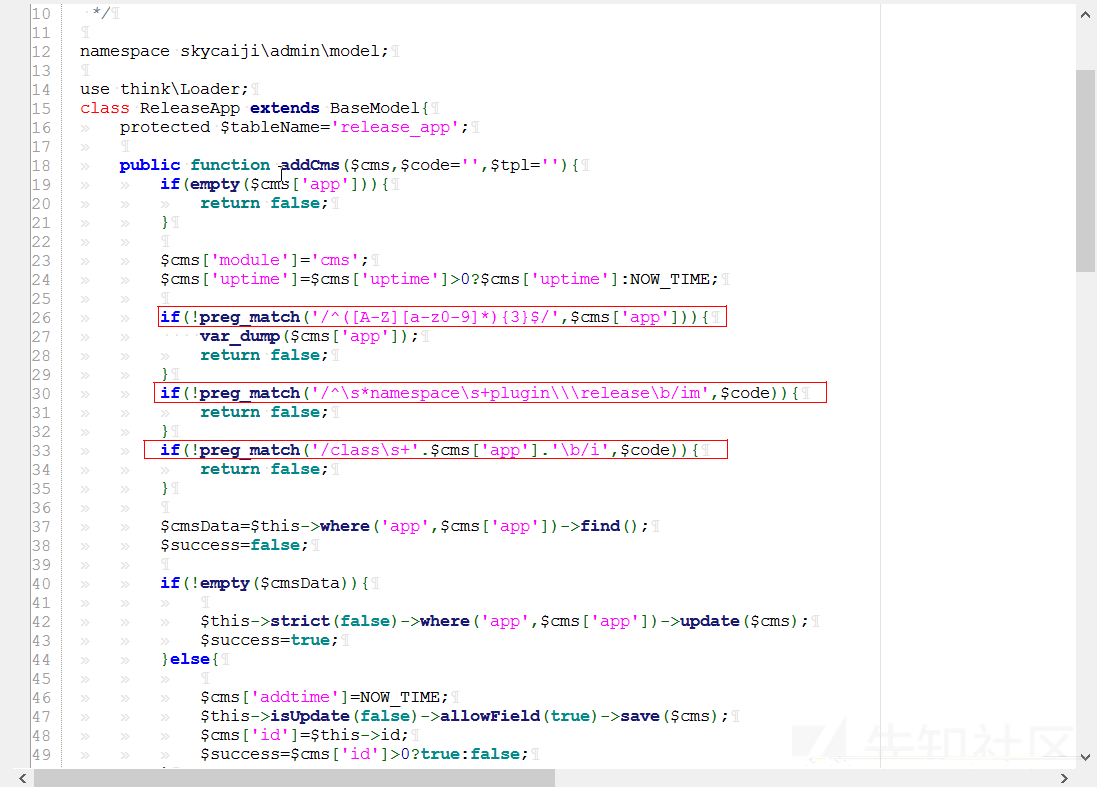 10 */
11
12 namespace skycaiji\admin\model;
13
14 use think\Loader;
15 class ReleaseApp extends BaseModel{
16 protected $tableName='release_app';
17
18 public function addCms($cms,$code='',$tpl=''){
19 if(empty($cms['app'])){
20 return false;
21 }
22
23 $cms['module']='cms';
24 $cms['uptime']=$cms['uptime']>0?$cms['uptime']:NOW_TIME;
25
26 if(!preg_match('/^([A-Z][a-z0-9]*){3}$/',$cms['app'])){
27 var_dump($cms['app']);
28 return false;
29 }
30 if(!preg_match('/^\s*namespace\s+plugin\\\release\b/im',$code)){
31 return false;
32 }
33 if(!preg_match('/class\s+'.$cms['app'].'\b/i',$code)){
34 return false;
35 }
36
37 $cmsData=$this->where('app',$cms['app'])->find();
38 $success=false;
39
40 if(!empty($cmsData)){
41
42 $this->strict(false)->where('app',$cms['app'])->update($cms);
43 $success=true;
44 }else{
45
46 $cms['addtime']=NOW_TIME;
47 $this->isUpdate(false)->allowField(true)->save($cms);
48 $cms['id']=$this->id;
49 $success=$cms['id']>0?true:false;
先知社区